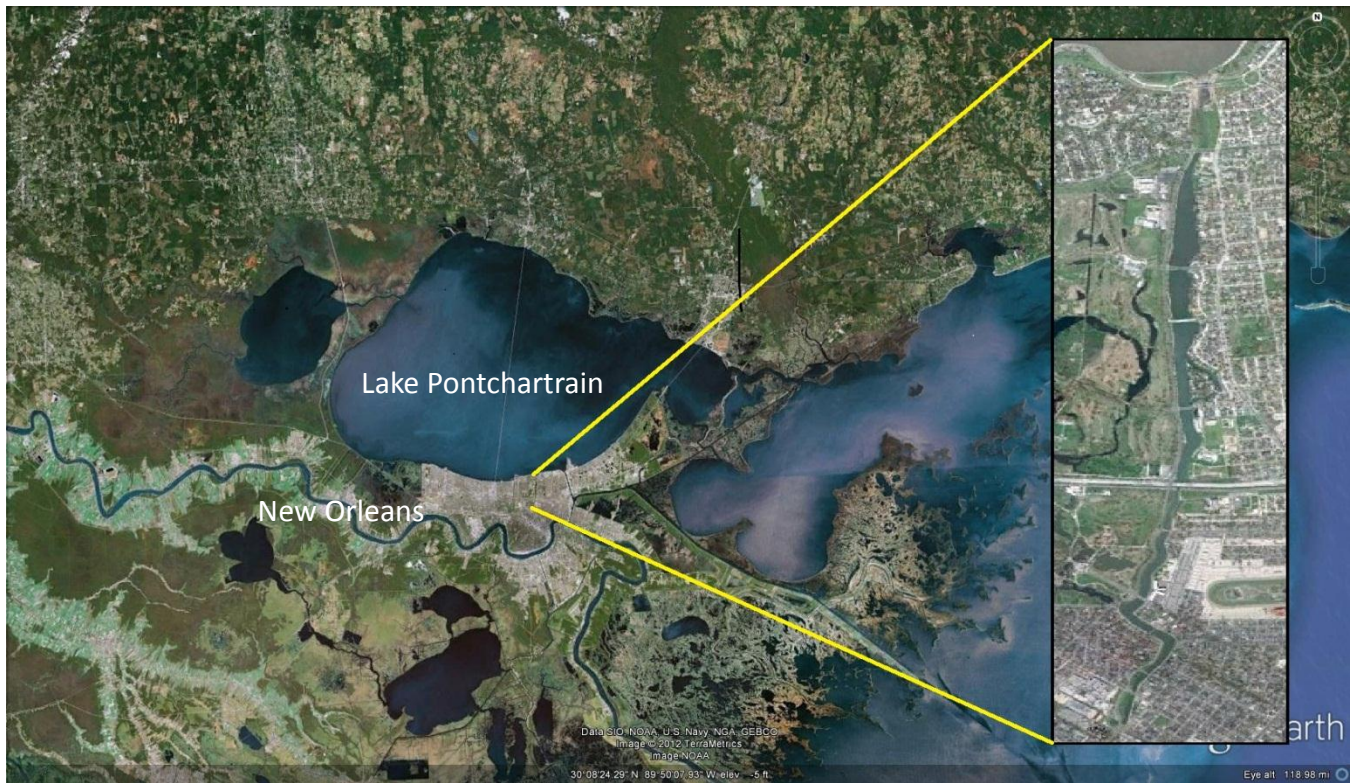 N
Lake Pontchartrain
New Orleans
Data SIO, NOAA, U.S. Navy, NGA, GEBCO
Image © 2012 TerraMetrics
Image NOAA
earth
30°08'24.29" N 89°50'07.93" W elev -5 ft
Eye alt 118.98 mi